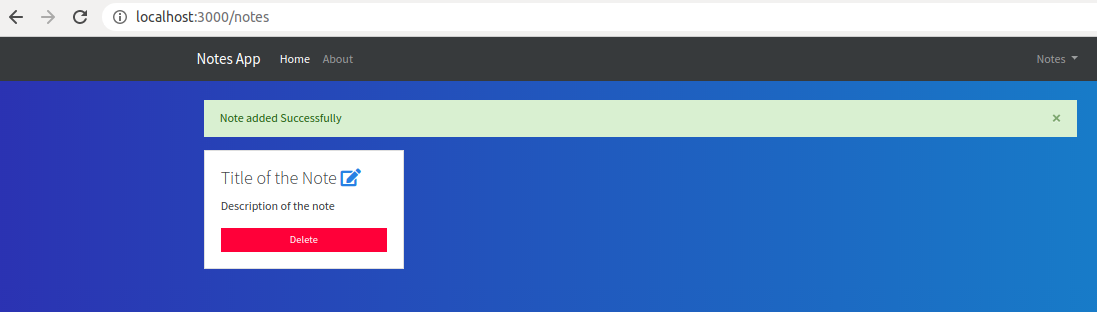 localhost:3000/notes
Notes App Home About Notes
Note added Successfully ×
Title of the Note
Description of the note
Delete